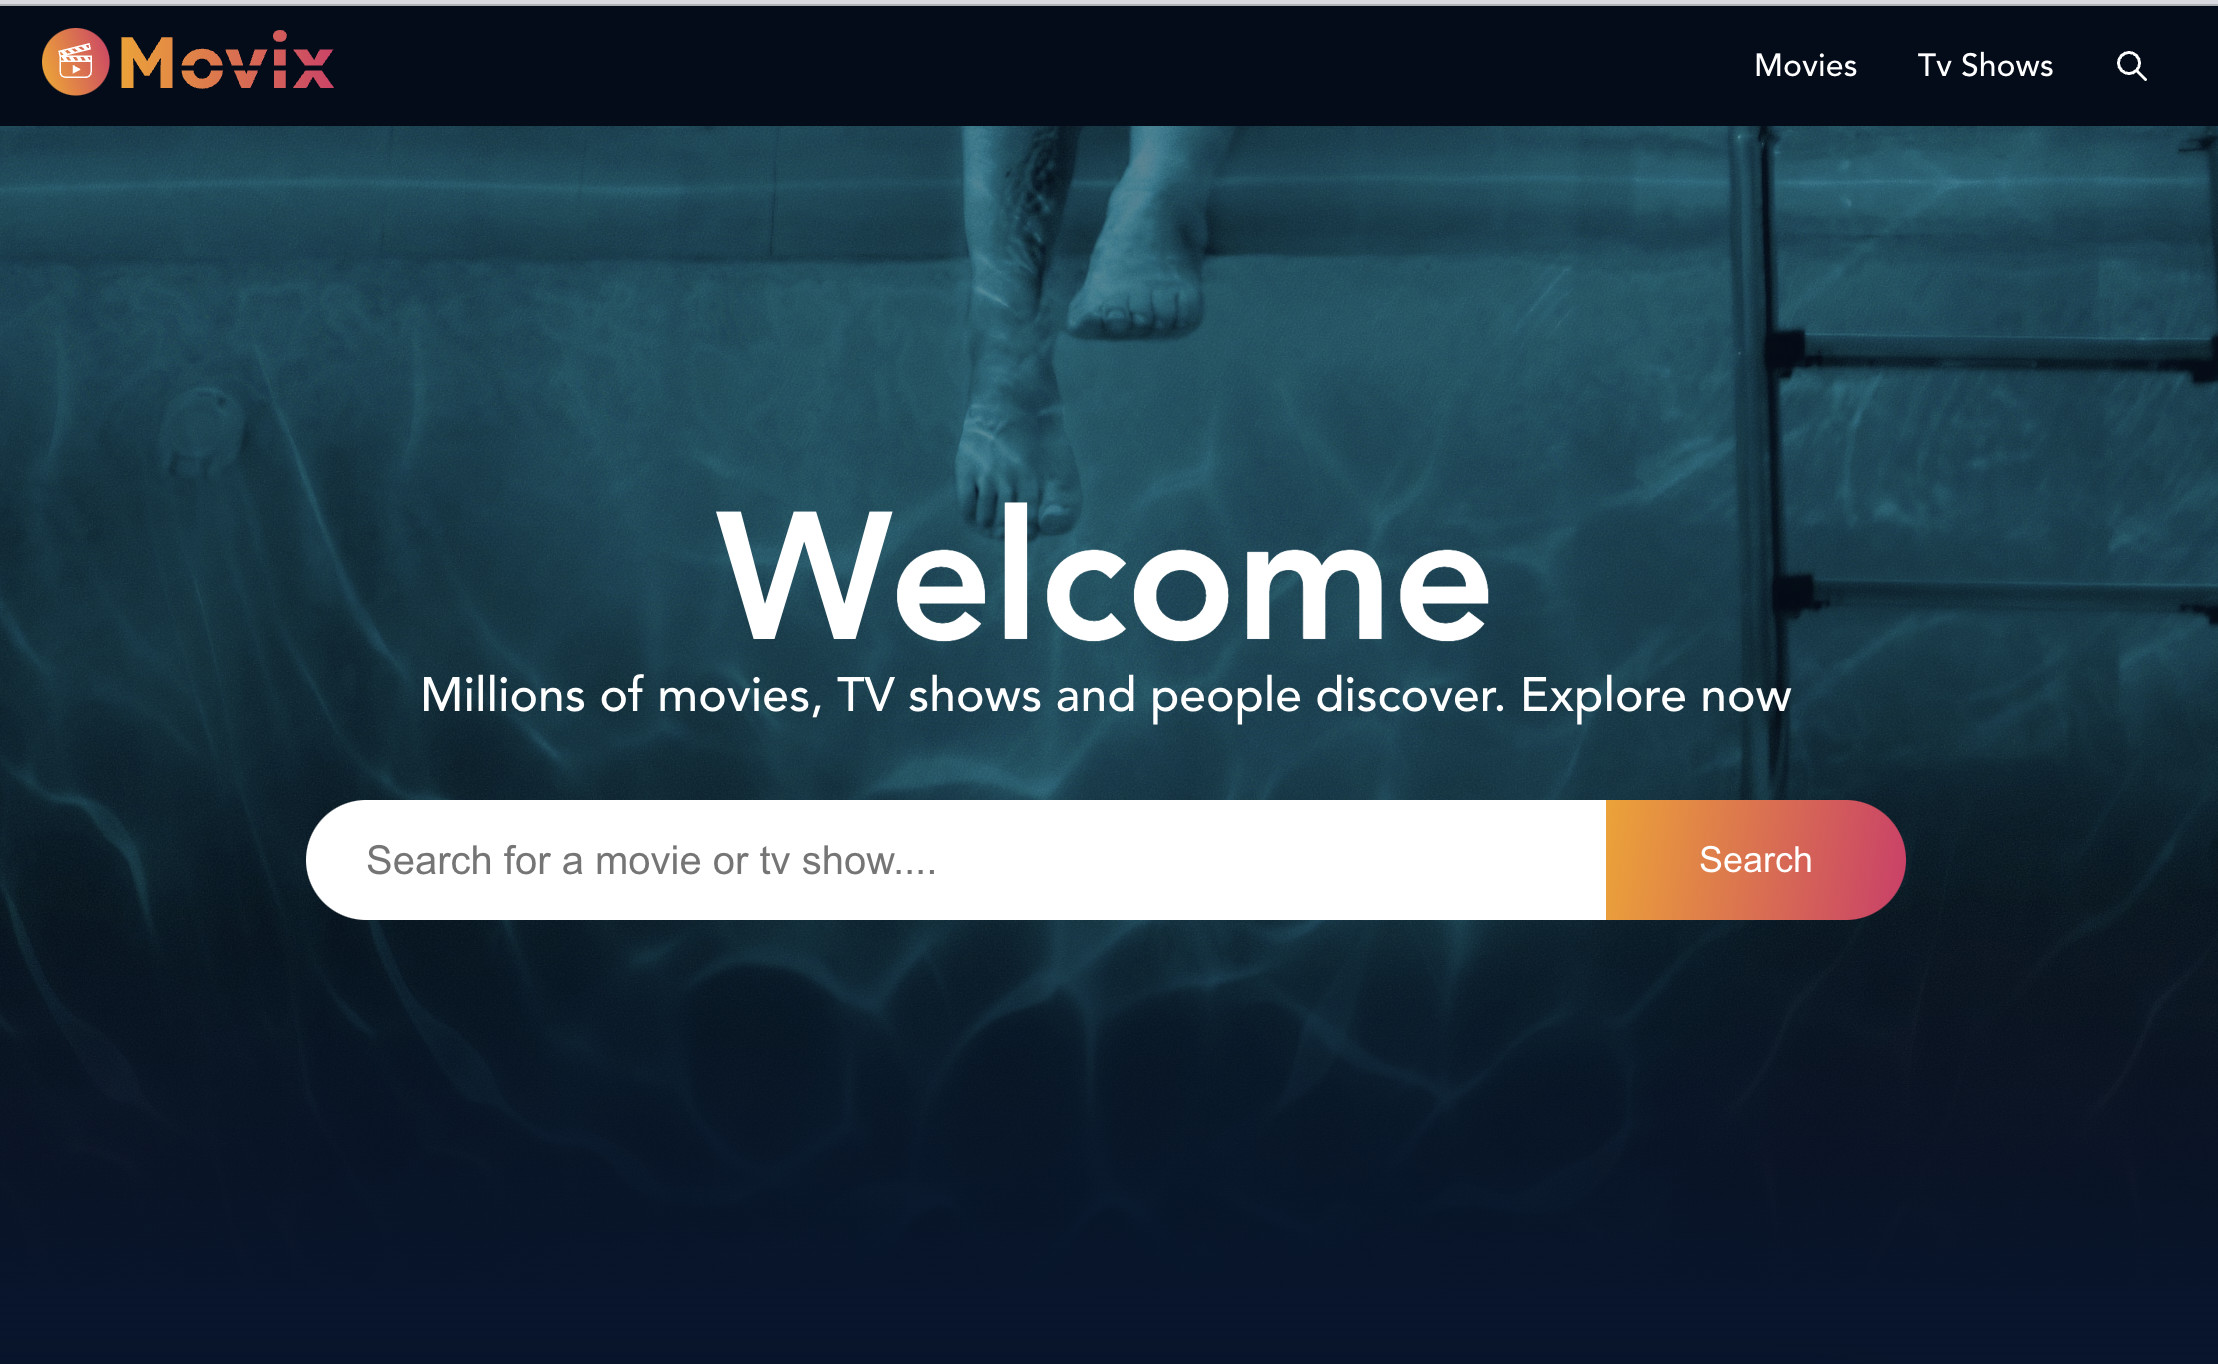 Movix
Movies
Tv Shows
Welcome
Millions of movies, TV shows and people discover. Explore now
Search for a movie or tv show....
Search